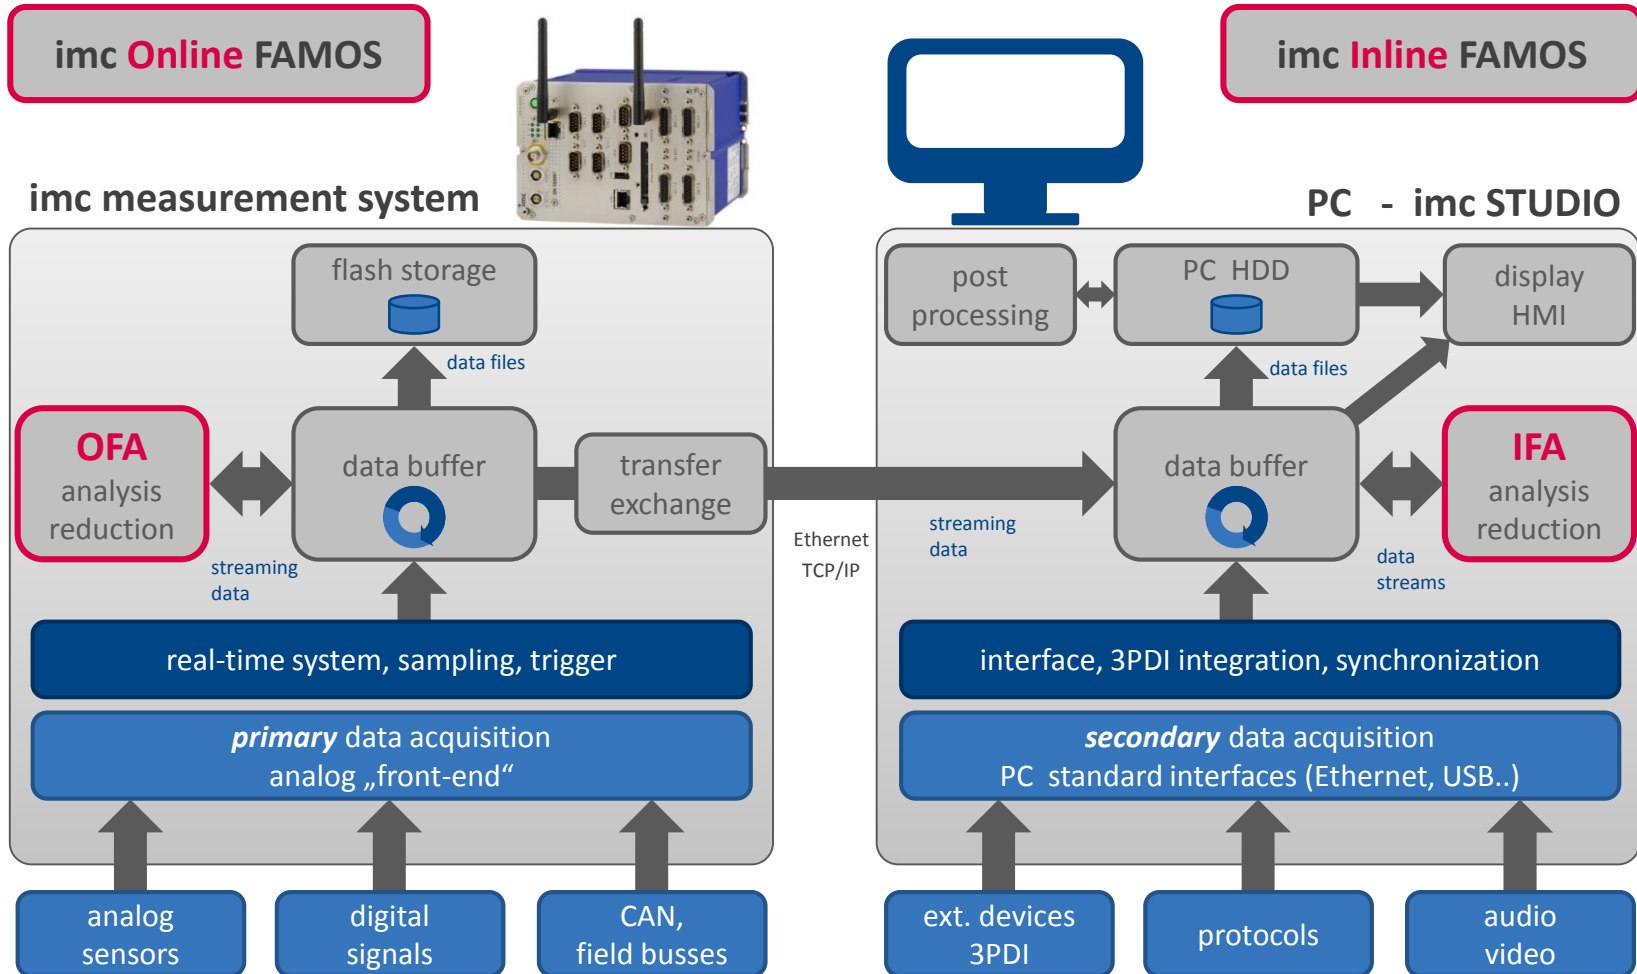 imc Online FAMOS
imc Inline FAMOS
imc measurement system
PC - imc STUDIO
flash storage
data files
OFA
analysis
reduction
data buffer
transfer
exchange
streaming
data
real-time system, sampling, trigger
primary data acquisition
analog „front-end“
analog
sensors
digital
signals
CAN,
field busses
Ethernet
TCP/IP
post
processing
PC HDD
display
HMI
data files
data buffer
IFA
analysis
reduction
streaming
data
data
streams
interface, 3PDI integration, synchronization
secondary data acquisition
PC standard interfaces (Ethernet, USB..)
ext. devices
3PDI
protocols
audio
video